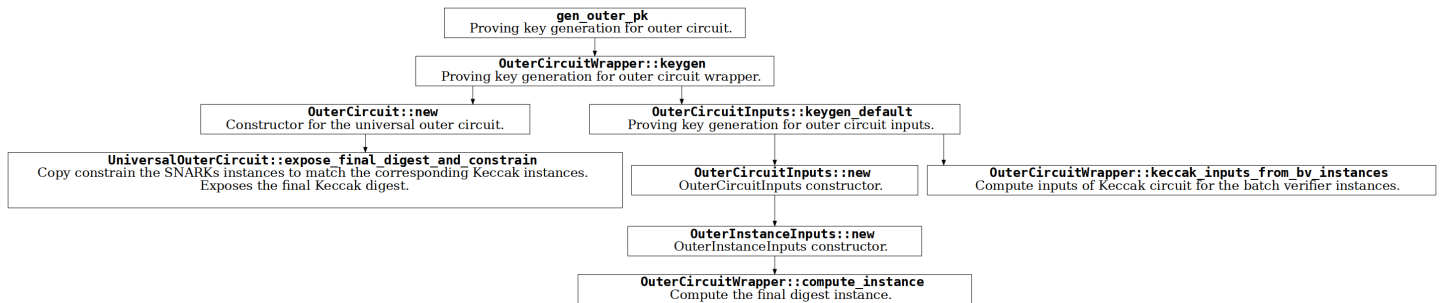 gen_outer_pk
Proving key generation for outer circuit.
OuterCircuitWrapper::keygen
Proving key generation for outer circuit wrapper.
OuterCircuit::new
Constructor for the universal outer circuit.
OuterCircuitInputs::keygen_default
Proving key generation for outer circuit inputs.
UniversalOuterCircuit::expose_final_digest_and_constrain
Copy constrain the SNARKs instances to match the corresponding Keccak instances.
Exposes the final Keccak digest.
OuterCircuitInputs::new
OuterCircuitInputs constructor.
OuterCircuitWrapper::keccak_inputs_from_bv_instances
Compute inputs of Keccak circuit for the batch verifier instances.
OuterInstanceInputs::new
OuterInstanceInputs constructor.
OuterCircuitWrapper::compute_instance
Compute the final digest instance.